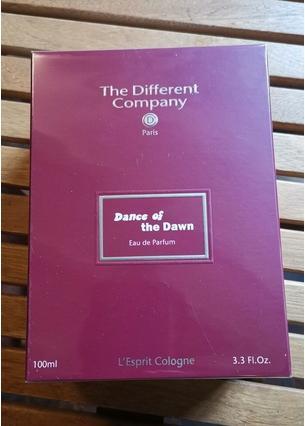 The Different
Company
D
Paris
Dance of
the Dawn
Eau de Parfum
100ml
L'Esprit Cologne
3.3 Fl.Oz.